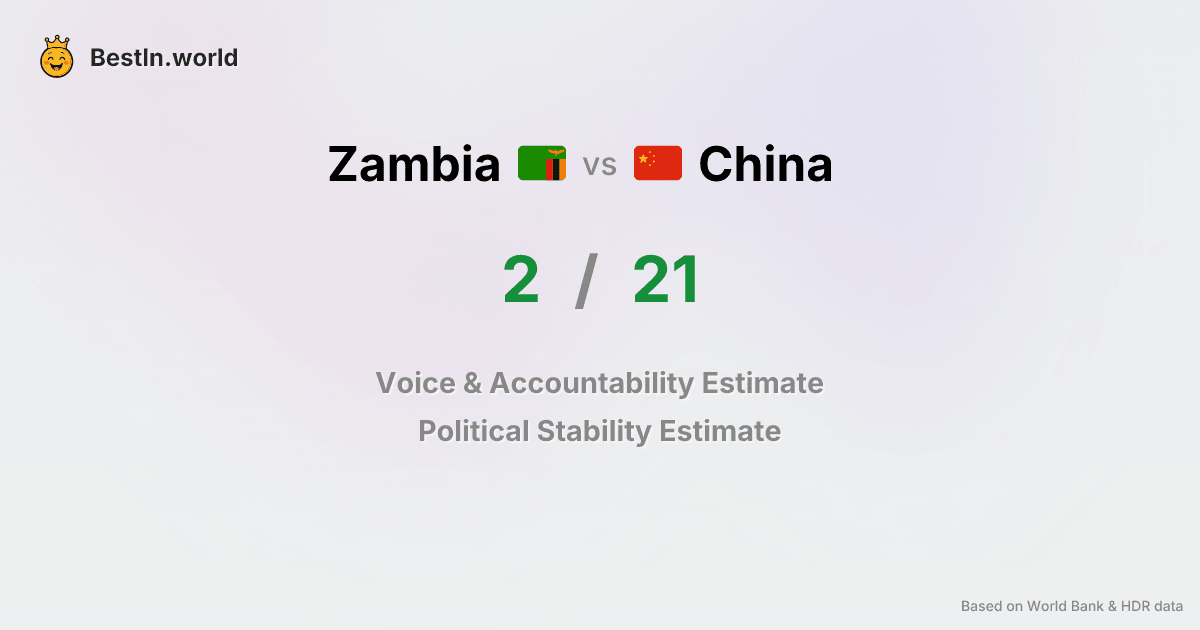 BestIn.world
Zambia vs China
2 / 21
Voice & Accountability Estimate
Political Stability Estimate
Based on World Bank & HDR data